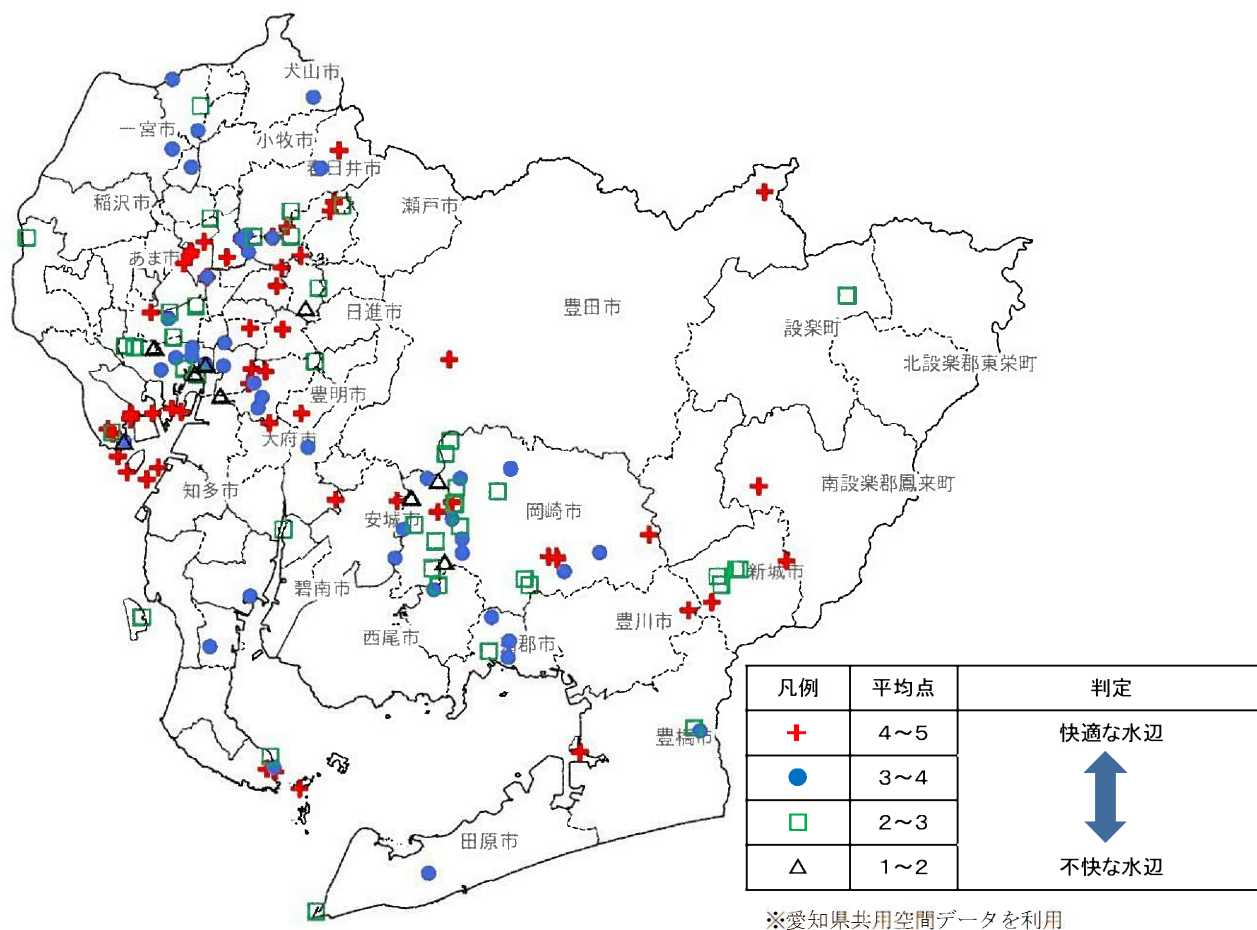 犬山市
一宮市
小牧市
春日井市
稲沢市
瀬戸市
あま市
日進市
豊田市
設楽町
北設楽郡東栄町
豊明市
大府市
知多市
南設楽郡鳳来町
安城市
岡崎市
新城市
碧南市
豊川市
西尾市
郡市
豊橋市
田原市
凡例 平均点 判定
4～5 快適な水辺
3～4
2～3
1～2 不快な水辺
※愛知県共用空間データを利用